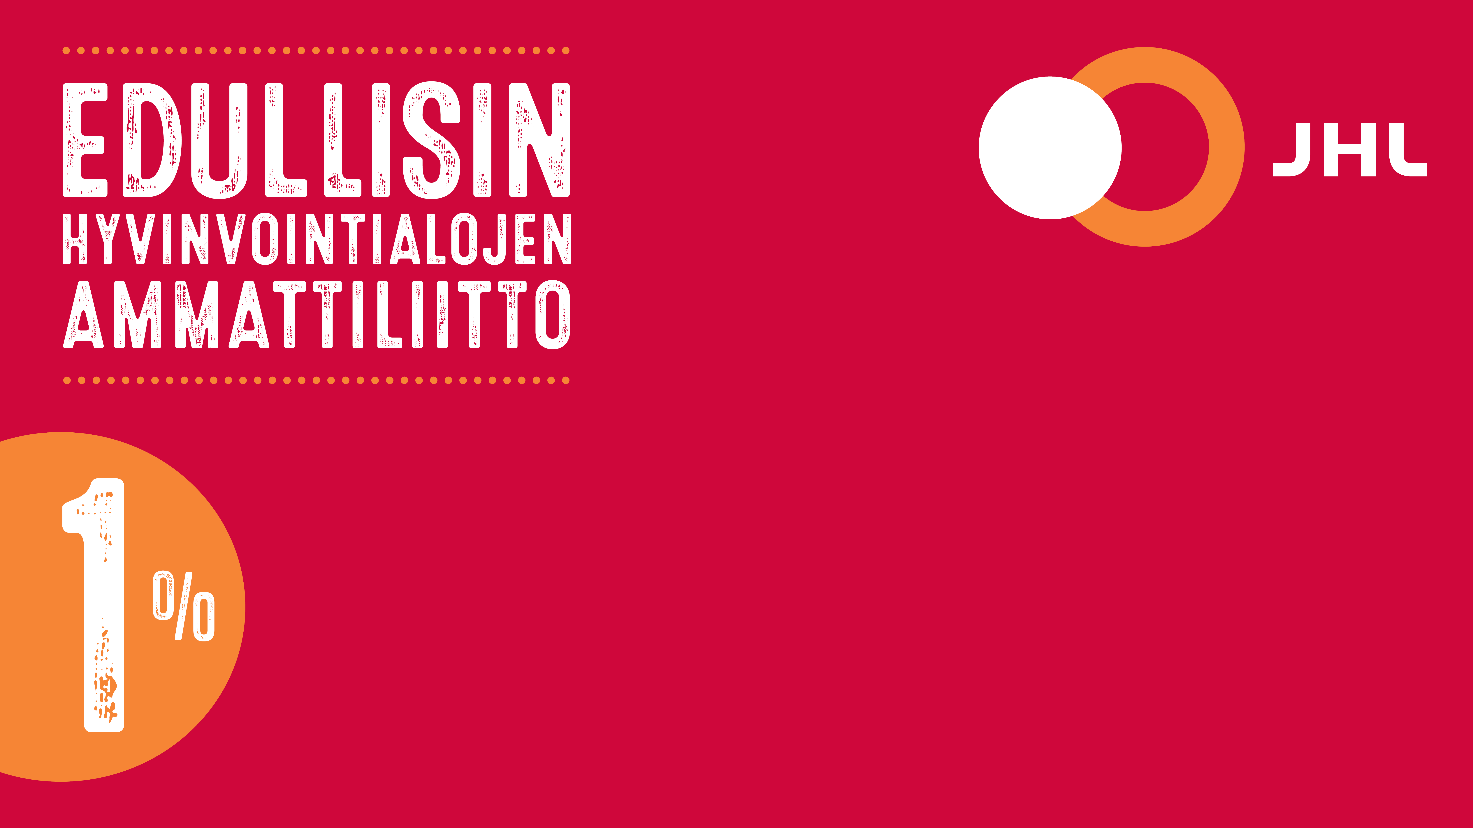 EDULLISIN
HYVINVOINTIALOJEN
AMMATTILIITTO
JHL
1%